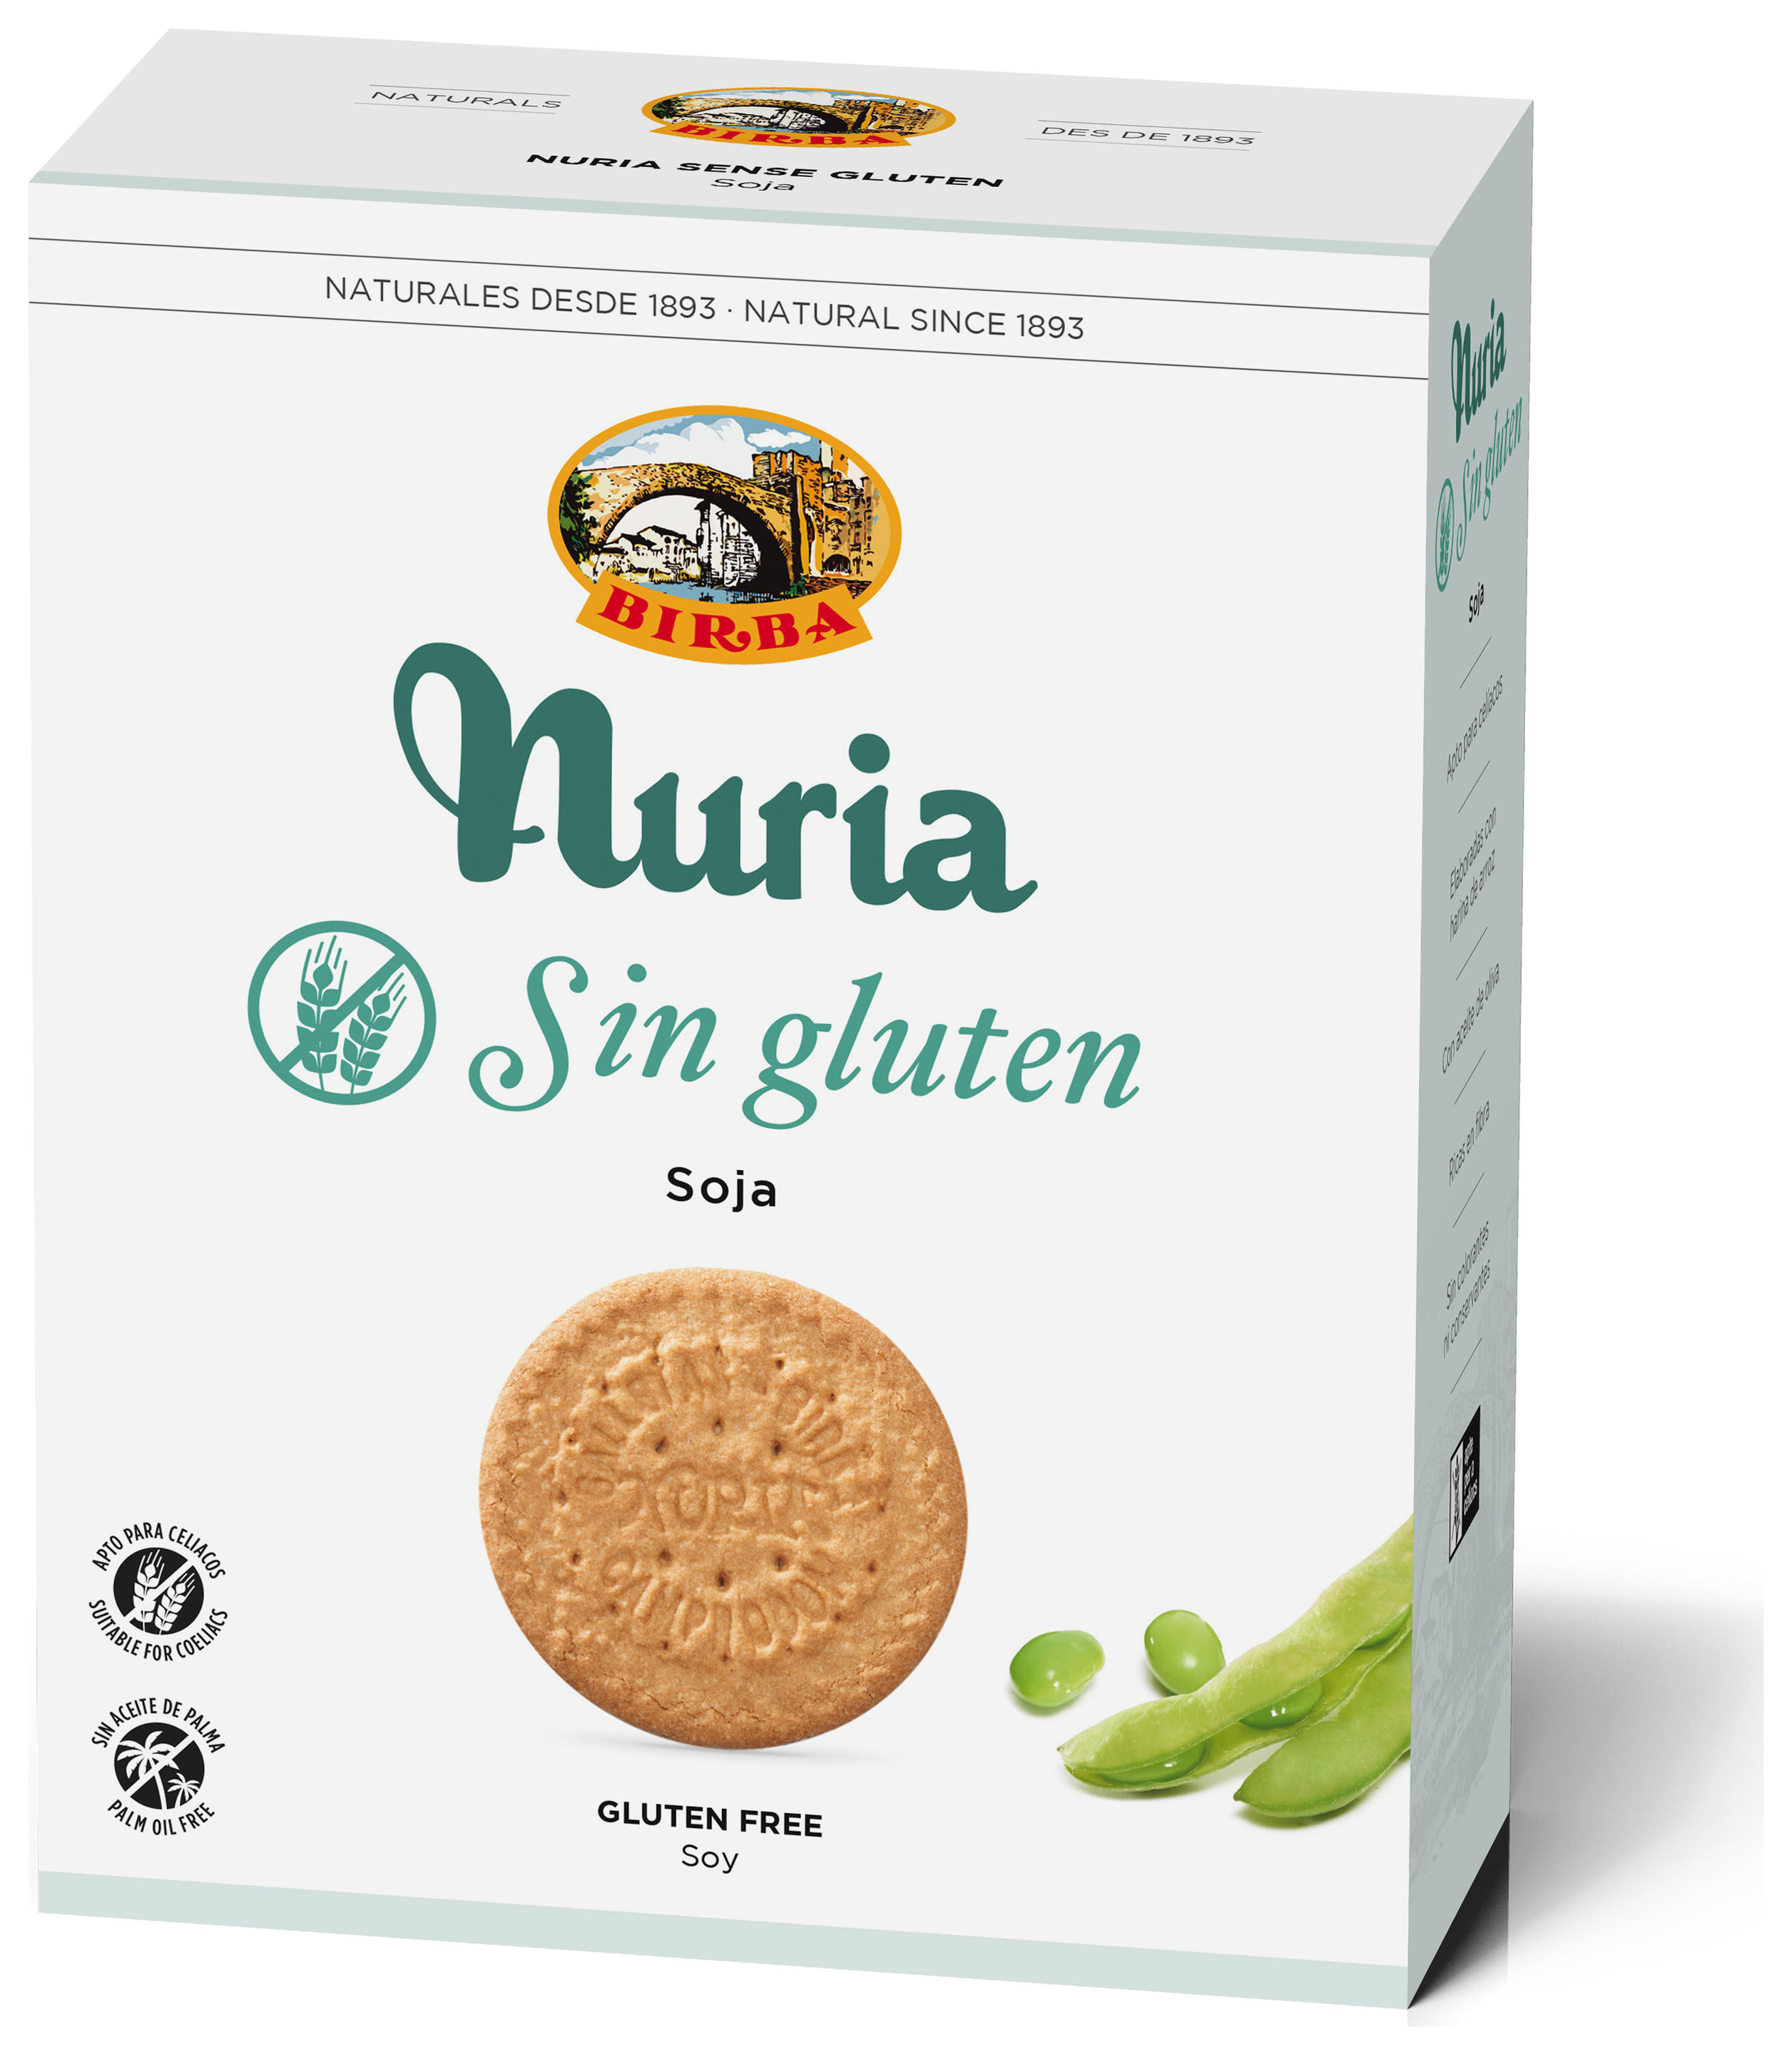 NATURALS
BIRBA
DES DE 1893
NURIA SENSE GLUTEN
Soja
NATURALES DESDE 1893 · NATURAL SINCE 1893
BIRBA
Nuria
Sin gluten
Soja
APTO PARA CELIACOS
SUITABLE FOR COELIACS
SIN ACEITE DE PALMA
PALM OIL FREE
GLUTEN FREE
Soy
Nuria
Sin gluten
Soja
Apto para celíacos
Elaboradas con
harina de arroz
Con aceite de oliva
Ricas en fibra
Sin colorantes
ni conservantes